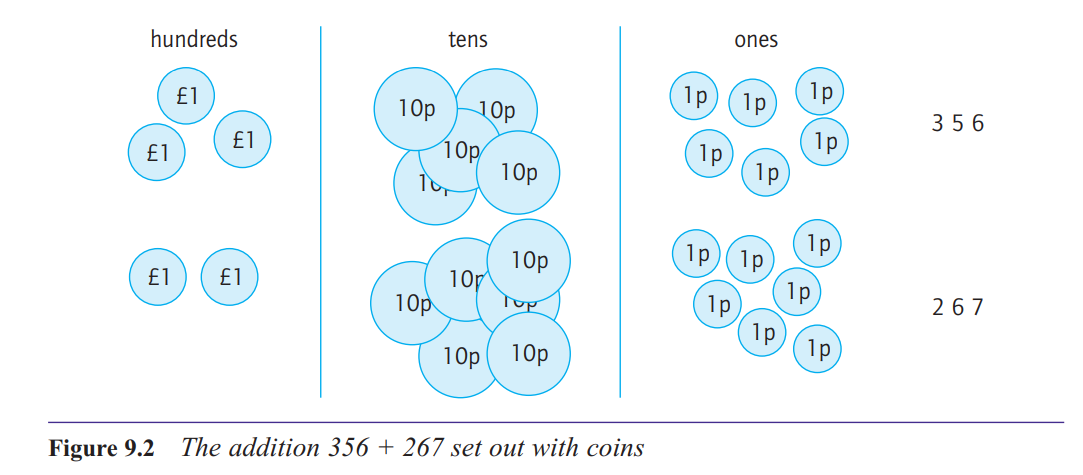 hundreds tens ones
£1 10p 10p 1p 1p 1p
£1 £1 10p 10p 1p 1p 3 5 6
10p 1p
£1 £1 10p 10p 10p 1p 1p 1p
10p 10p 1p 1p 2 6 7
10p 10p 1p 1p
Figure 9.2 The addition 356 + 267 set out with coins